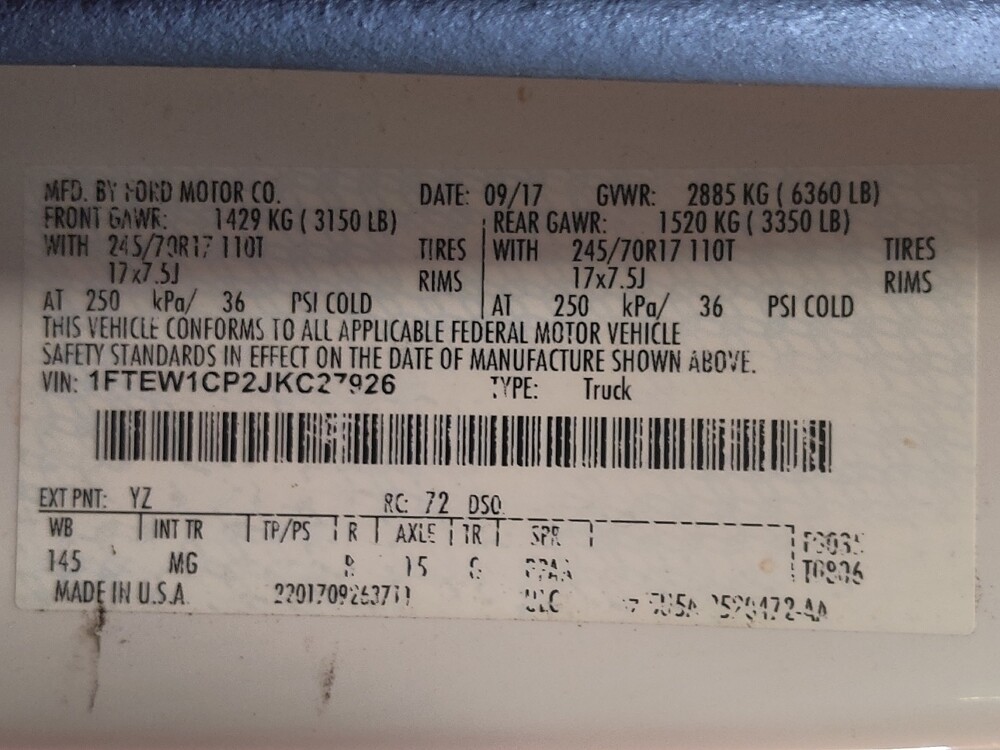 MFD. BY FORD MOTOR CO. DATE: 09/17 GVWR: 2885 KG ( 6360 LB)
FRONT GAWR: 1429 KG ( 3150 LB) REAR GAWR: 1520 KG ( 3350 LB)
WITH 245/70R17 110T TIRES WITH 245/70R17 110T TIRES
17x7.5J RIMS 17x7.5J RIMS
AT 250 kPa/ 36 PSI COLD AT 250 kPa/ 36 PSI COLD
THIS VEHICLE CONFORMS TO ALL APPLICABLE FEDERAL MOTOR VEHICLE
SAFETY STANDARDS IN EFFECT ON THE DATE OF MANUFACTURE SHOWN ABOVE.
VIN: 1FTEW1CP2JKC27926 TYPE: Truck
EXT PNT: YZ RC: 72 DSO
WB INT TR TP/PS R AXLE TR SPR
145 MG 15
MADE IN U.S.A.